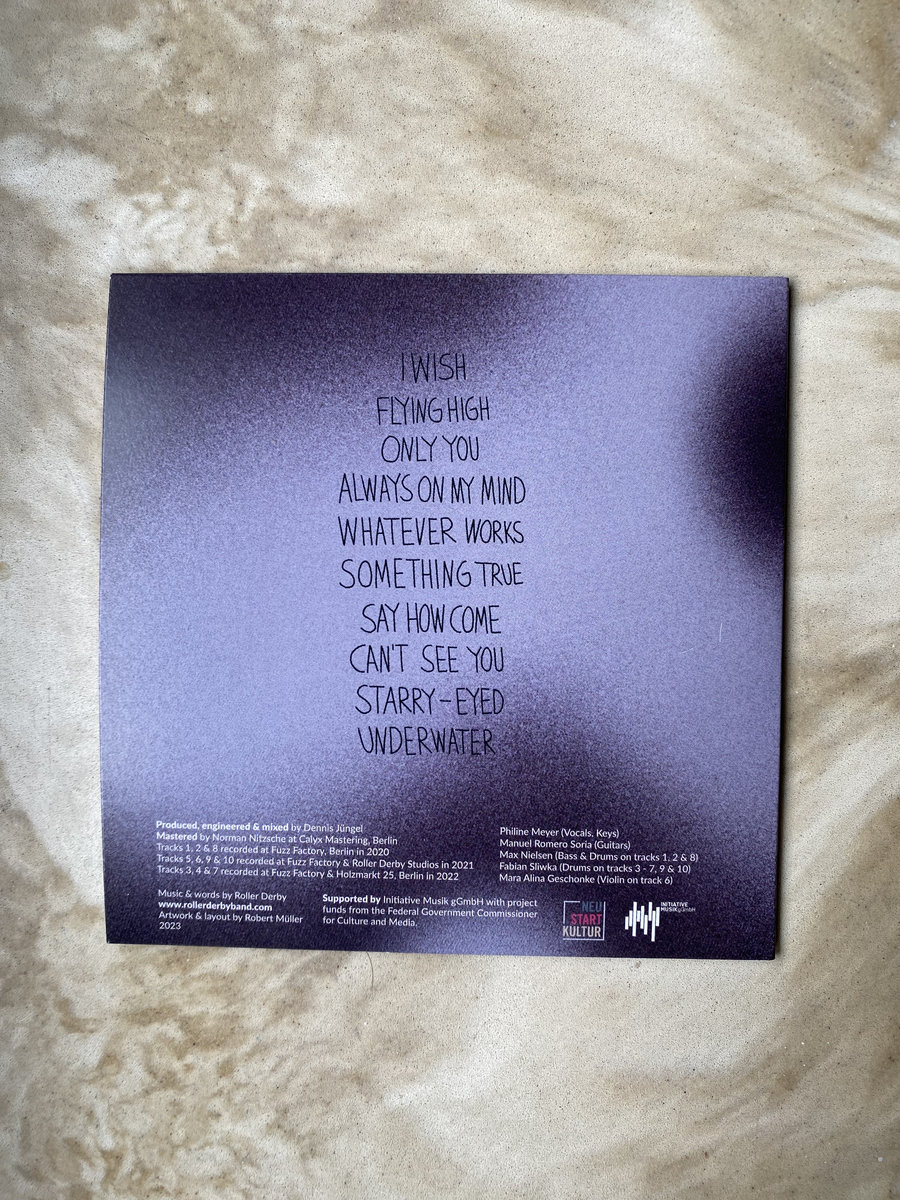 I WISH
FLYING HIGH
ONLY YOU
ALWAYS ON MY MIND
WHATEVER WORKS
SOMETHING TRUE
SAY HOW COME
CAN'T SEE YOU
STARRY-EYED
UNDERWATER
Produced, engineered & mixed by Dennis Jüngel
Mastered by Norman Nitzsche at Calyx Mastering, Berlin
Tracks 1, 2 & 8 recorded at Fuzz Factory, Berlin in 2020
Tracks 5, 6, 9 & 10 recorded at Fuzz Factory & Roller Derby Studios in 2021
Tracks 3, 4 & 7 recorded at Fuzz Factory & Holzmarkt 25, Berlin in 2022
Philine Meyer (Vocals, Keys)
Manuel Romero Soria (Guitars)
Max Nielsen (Bass & Drums on tracks 1, 2 & 8)
Fabian Sliwka (Drums on tracks 3 - 7, 9 & 10)
Mara Alina Geschonke (Violin on track 6)
Music & words by Roller Derby
www.rollerderbyband.com
Artwork & layout by Robert Müller
2023
Supported by Initiative Musik gGmbH with project
funds from the Federal Government Commissioner
for Culture and Media.
NEU
START
KULTUR
INITIATIVE
MUSIKgGmbH